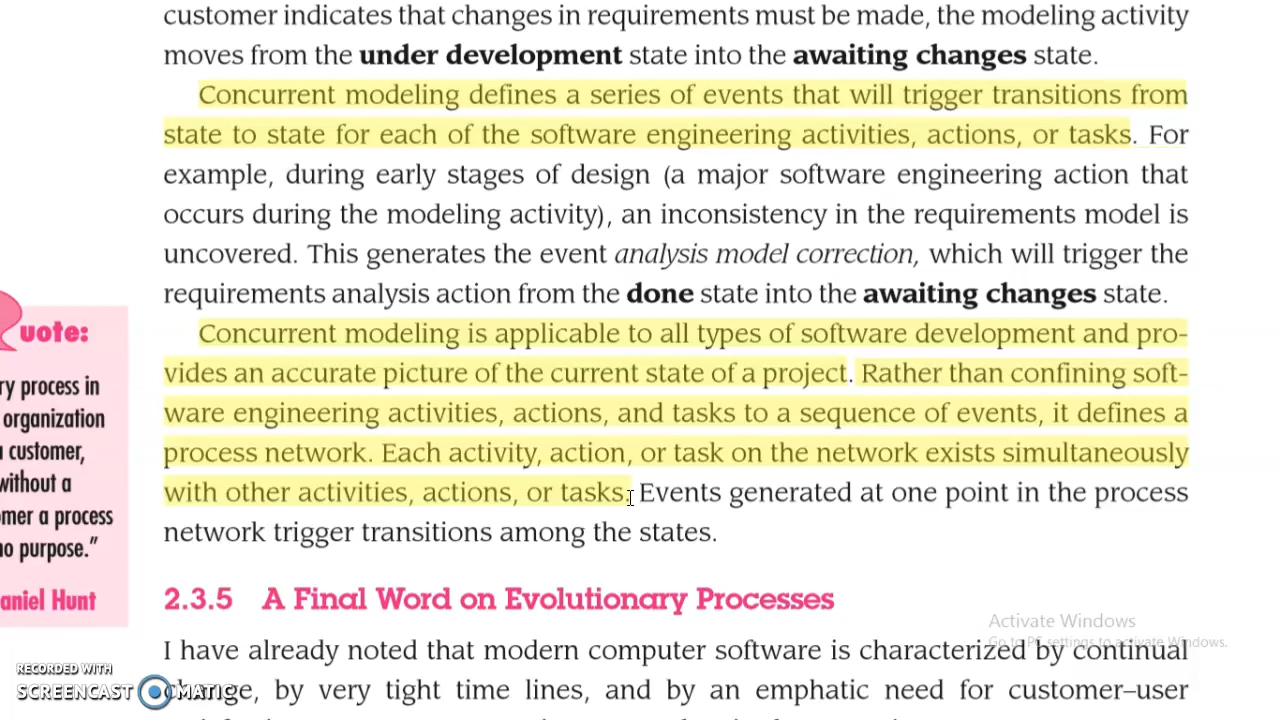 customer indicates that changes in requirements must be made, the modeling activity
moves from the under development state into the awaiting changes state.
Concurrent modeling defines a series of events that will trigger transitions from
state to state for each of the software engineering activities, actions, or tasks. For
example, during early stages of design (a major software engineering action that
occurs during the modeling activity), an inconsistency in the requirements model is
uncovered. This generates the event analysis model correction, which will trigger the
requirements analysis action from the done state into the awaiting changes state.
Concurrent modeling is applicable to all types of software development and pro-
vides an accurate picture of the current state of a project. Rather than confining soft-
ware engineering activities, actions, and tasks to a sequence of events, it defines a
process network. Each activity, action, or task on the network exists simultaneously
with other activities, actions, or tasks. Events generated at one point in the process
network trigger transitions among the states.
uote:
ry process in
organization
customer,
without a
omer a process
no purpose.”
aniel Hunt
2.3.5 A Final Word on Evolutionary Processes
I have already noted that modern computer software is characterized by continual
change, by very tight time lines, and by an emphatic need for customer–user
Activate Windows
Go to PC settings to activate Windows.
RECORDED WITH
SCREENCAST MATIC